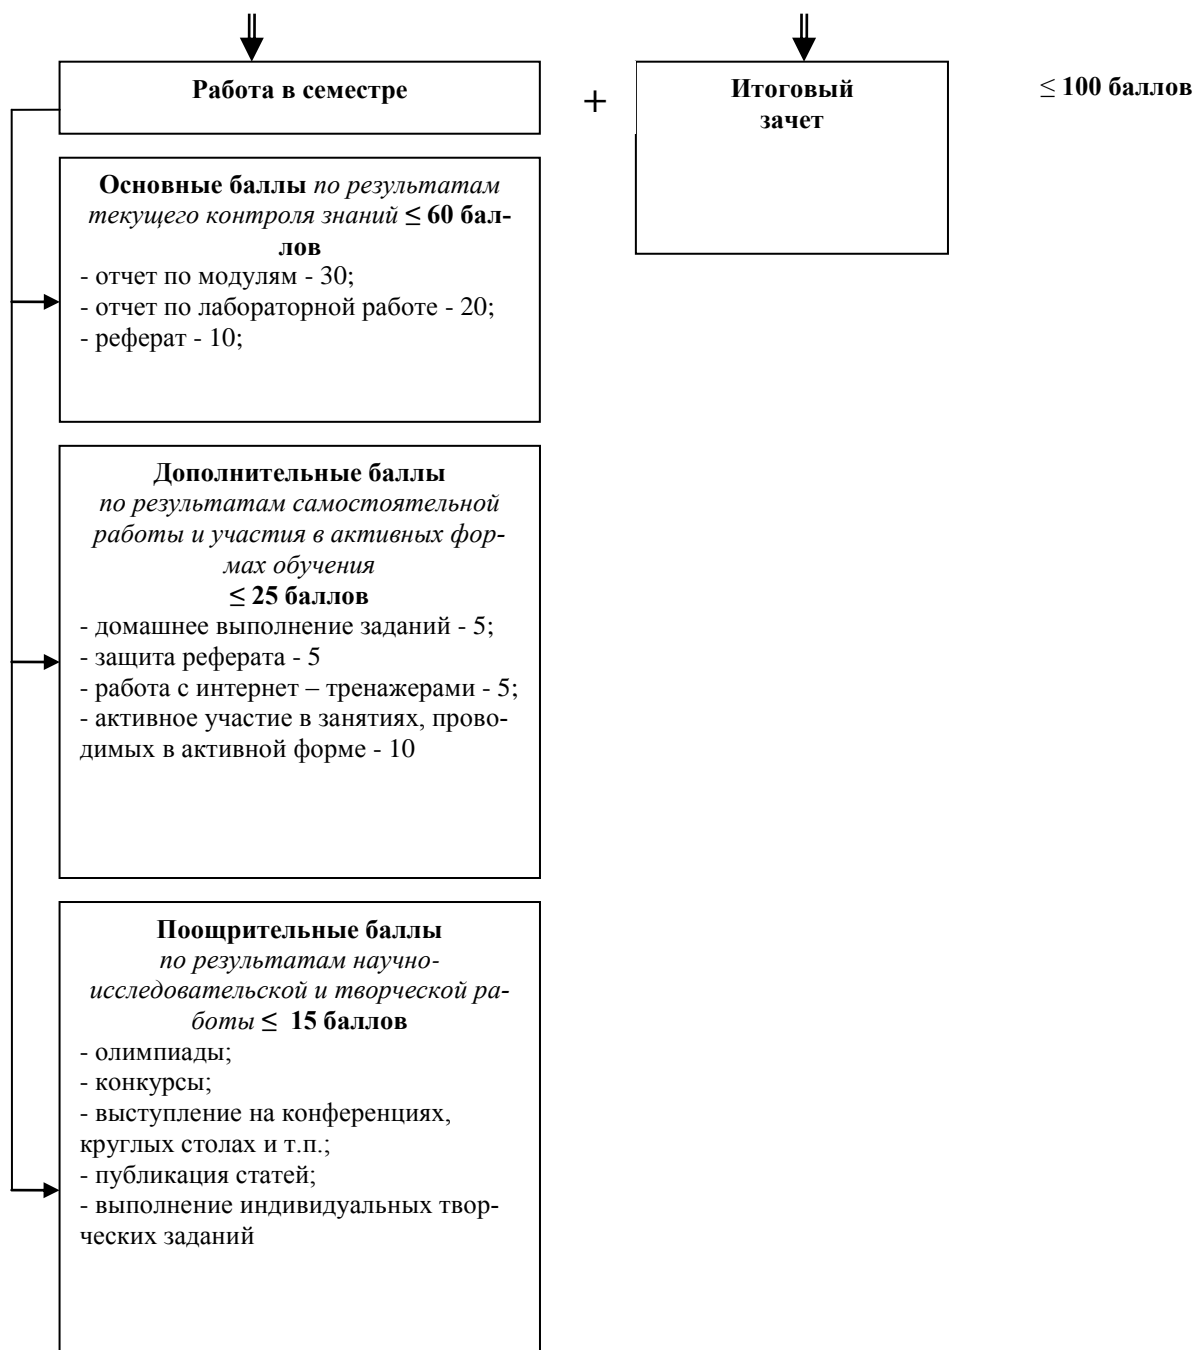 Работа в семестре
+
Итоговый
зачет
≤ 100 баллов
Основные баллы по результатам
текущего контроля знаний ≤ 60 бал-
лов
- отчет по модулям - 30;
- отчет по лабораторной работе - 20;
- реферат - 10;
Дополнительные баллы
по результатам самостоятельной
работы и участия в активных фор-
мах обучения
≤ 25 баллов
- домашнее выполнение заданий - 5;
- защита реферата - 5
- работа с интернет – тренажерами - 5;
- активное участие в занятиях, прово-
димых в активной форме - 10
Поощрительные баллы
по результатам научно-
исследовательской и творческой ра-
боты ≤ 15 баллов
- олимпиады;
- конкурсы;
- выступление на конференциях,
круглых столах и т.п.;
- публикация статей;
- выполнение индивидуальных твор-
ческих заданий